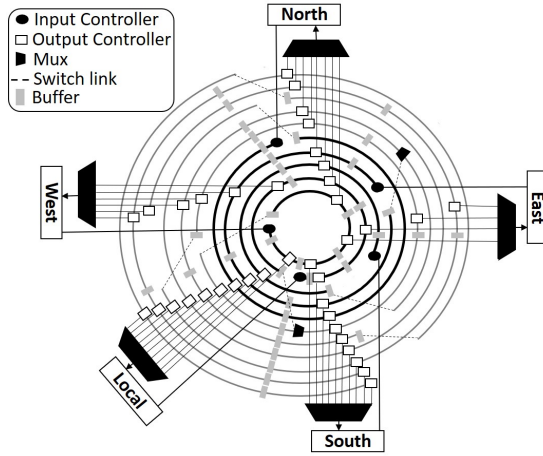 North
Input Controller
Output Controller
Mux
Switch link
Buffer
West
East
Local
South